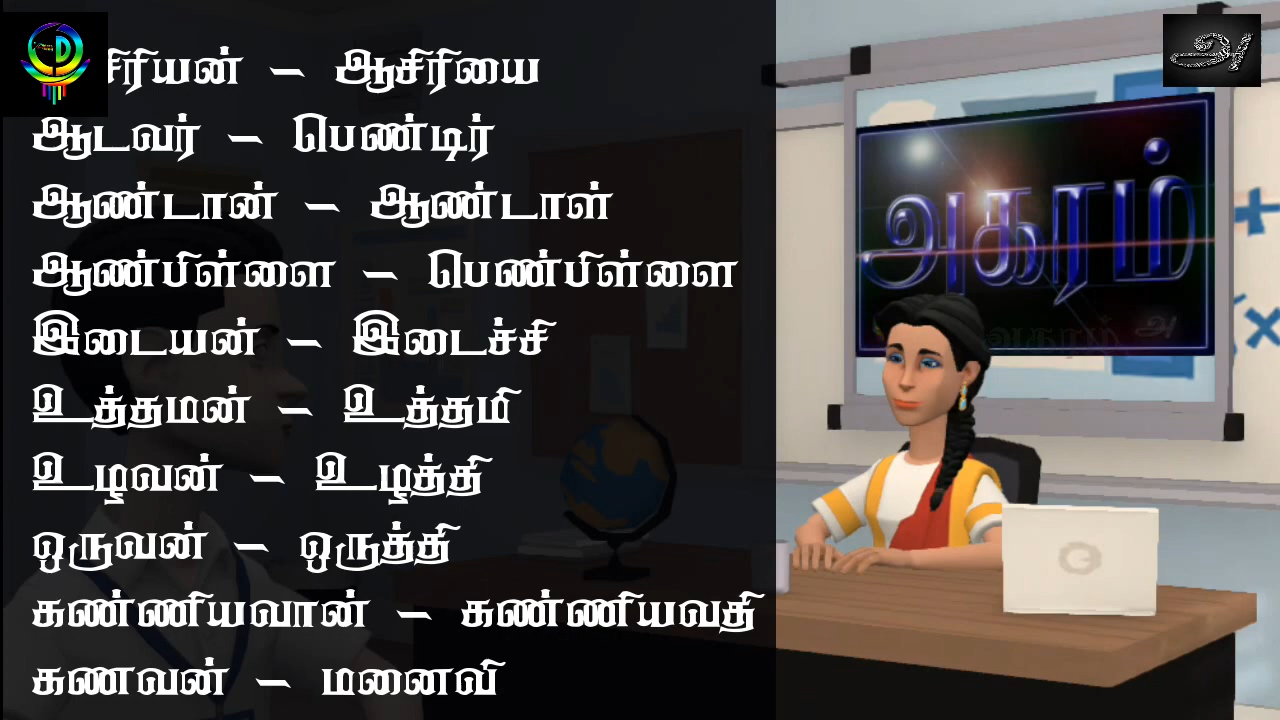 சிரியன் – ஆசிரியை
ஆடவர் – பெண்டிர்
ஆண்டான் – ஆண்டாள்
ஆண்பிள்ளை – பெண்பிள்ளை
இடையன் – இடைச்சி
உத்தமன் – உத்தமி
உழவன் – உழத்தி
ஒருவன் – ஒருத்தி
கண்ணியவான் – கண்ணியவதி
கணவன் – மனைவி
அகரம்
அ